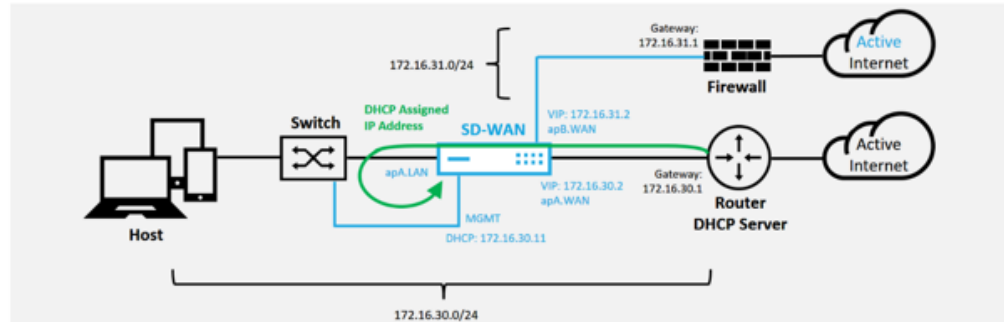 Gateway:
172.16.31.1
Active
Internet
172.16.31.0/24
Firewall
DHCP Assigned
IP Address
VIP: 172.16.31.2
apB.WAN
Switch
SD-WAN
Active
Internet
apA.LAN
Gateway:
172.16.30.1
VIP: 172.16.30.2
apA.WAN
Router
DHCP Server
MGMT
DHCP: 172.16.30.11
Host
172.16.30.0/24